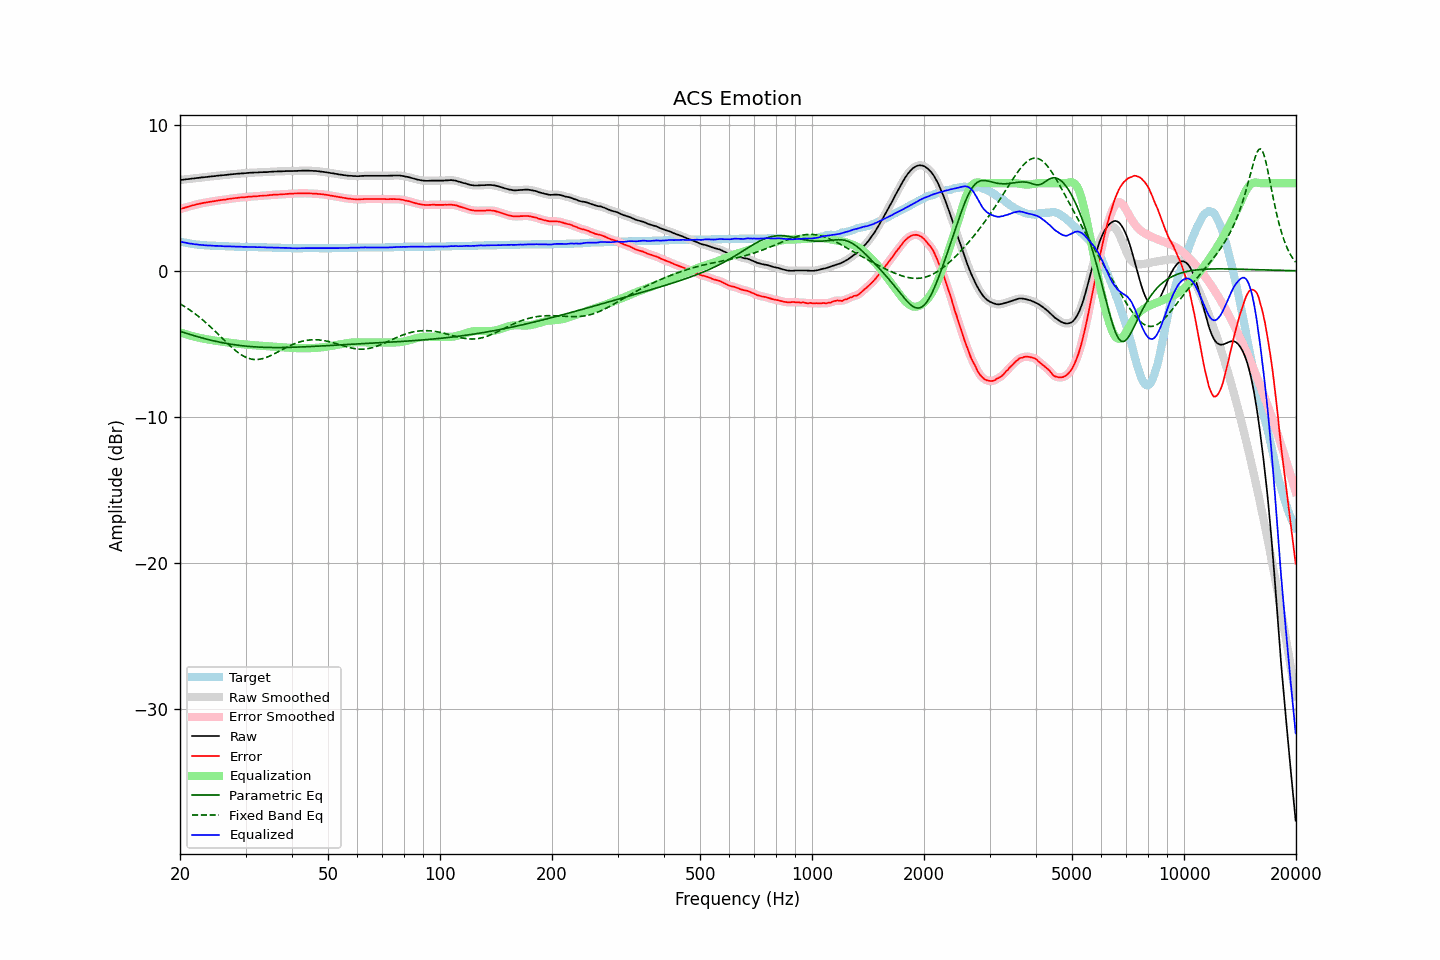 ACS Emotion
10
0
−10
−20
−30
Amplitude (dBr)
Target
Raw Smoothed
Error Smoothed
Raw
Error
Equalization
Parametric Eq
Fixed Band Eq
Equalized
20 50 100 200 500 1000 2000 5000 10000 20000
Frequency (Hz)